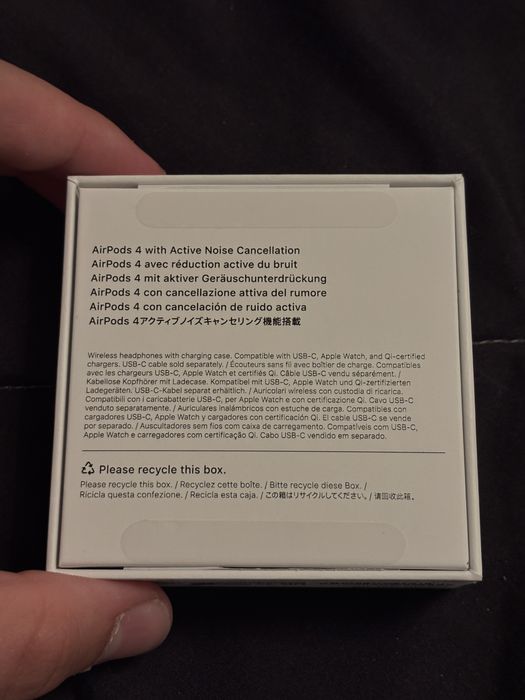 AirPods 4 with Active Noise Cancellation
AirPods 4 avec réduction active du bruit
AirPods 4 mit aktiver Geräuschunterdrückung
AirPods 4 con cancellazione attiva del rumore
AirPods 4 con cancelación de ruido activa
AirPods 4アクティブノイズキャンセリング機能搭載
Wireless headphones with charging case. Compatible with USB-C, Apple Watch, and Qi-certified
chargers. USB-C cable sold separately. / Écouteurs sans fil avec boîtier de charge. Compatibles
avec les chargeurs USB-C, Apple Watch et certifiés Qi. Câble USB-C vendu séparément. /
Kabellose Kopfhörer mit Ladecase. Kompatibel mit USB-C, Apple Watch und Qi-zertifizierten
Ladegeräten. USB-C-Kabel separat erhältlich. / Auricolari wireless con custodia di ricarica.
Compatibili con i caricabatterie USB-C, per Apple Watch e con certificazione Qi. Cavo USB-C
venduto separatamente. / Auriculares inalámbricos con estuche de carga. Compatibles con
cargadores USB-C, Apple Watch y cargadores con certificación Qi. El cable USB-C se vende
por separado. / Auscultadores sem fios com caixa de carregamento. Compatíveis com USB-C,
Apple Watch e carregadores com certificação Qi. Cabo USB-C vendido em separado.
Please recycle this box.
Please recycle this box. / Recyclez cette boîte. / Bitte recycle diese Box. /
Ricicla questa confezione. / Recicla esta caja. / この箱はリサイクルしてください。/ 请回收此箱。